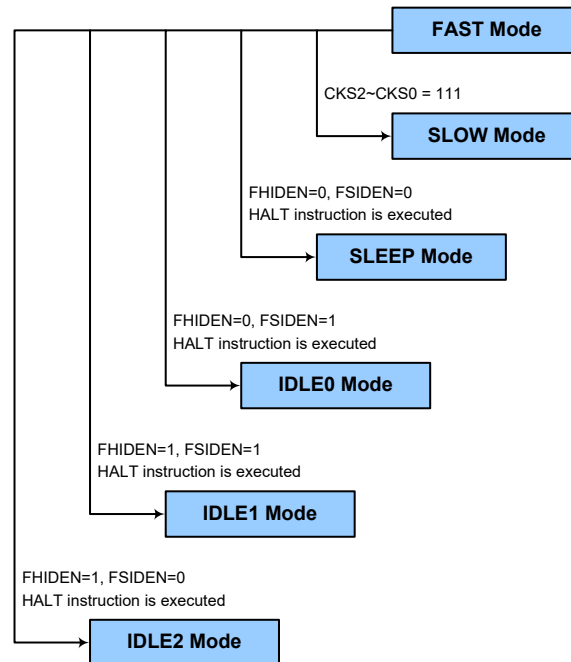 FAST Mode
CKS2~CKS0 = 111
SLOW Mode
FHIDEN=0, FSIDEN=0
HALT instruction is executed
SLEEP Mode
FHIDEN=0, FSIDEN=1
HALT instruction is executed
IDLE0 Mode
FHIDEN=1, FSIDEN=1
HALT instruction is executed
IDLE1 Mode
FHIDEN=1, FSIDEN=0
HALT instruction is executed
IDLE2 Mode